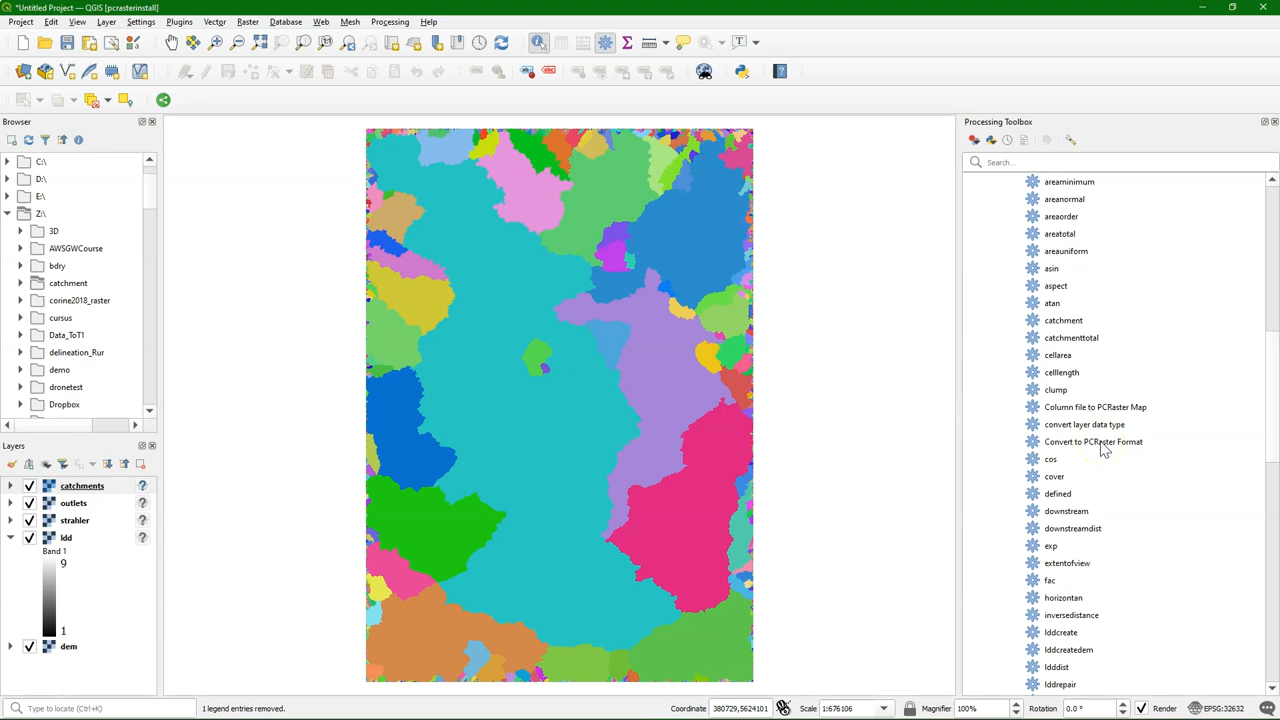 *Untitled Project — QGIS [pcrasterinstall]
Project Edit View Layer Settings Plugins Vector Raster Database Web Mesh Processing Help
Browser
C:\
D:\
E:\
Z:\
3D
AWSGWCourse
bdry
catchment
corine2018_raster
cursus
Data_ToT1
delineation_Rur
demo
dronetest
Dropbox
Layers
catchments
outlets
strahler
ldd
Band 1
9
1
dem
Processing Toolbox
Search...
areaminimum
areanormal
areaorder
areatotal
areauniform
asin
aspect
atan
catchment
catchmenttotal
cellarea
celllength
clump
Column file to PCRaster Map
convert layer data type
Convert to PCRaster Format
cos
cover
defined
downstream
downstreamdist
exp
extentofview
fac
horizontan
inversedistance
lddcreate
lddcreatedem
ldddist
lddrepair
Type to locate (Ctrl+K) 1 legend entries removed. Coordinate 380729,5624101 Scale 1:676106 Magnifier 100% Rotation 0.0 ° Render EPSG:32632